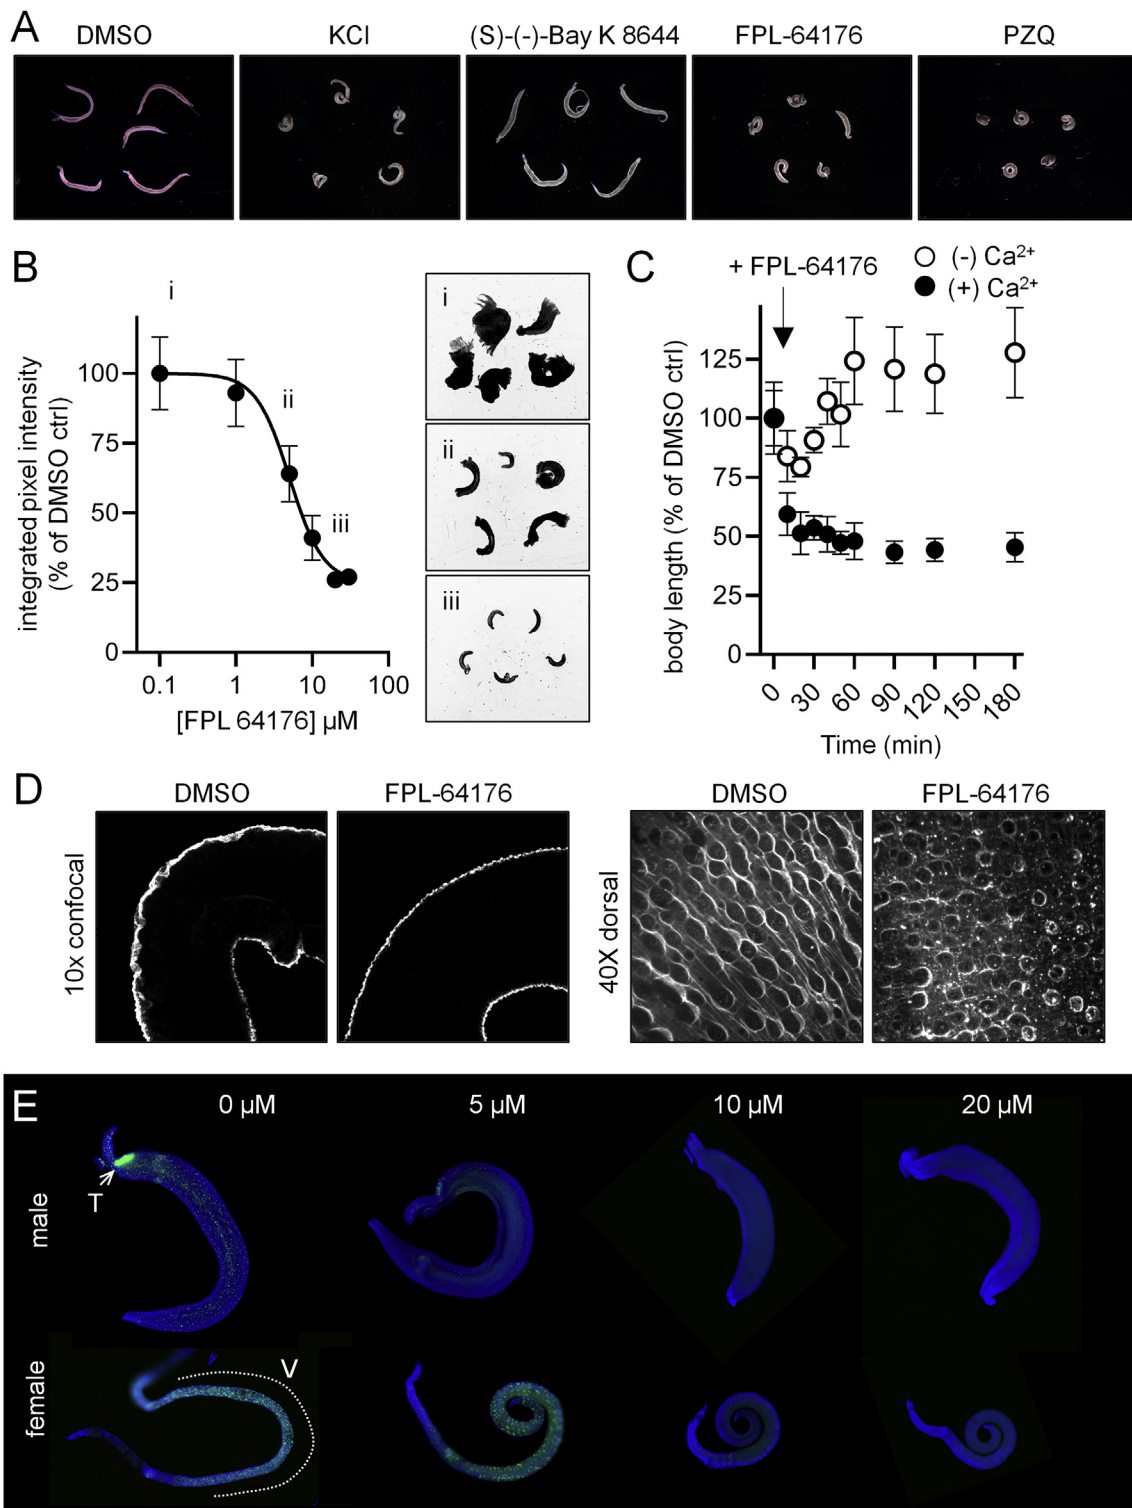 A
DMSO
KCl
(S)-(-)-Bay K 8644
FPL-64176
PZQ
B
i
ii
iii
integrated pixel intensity
(% of DMSO ctrl)
100
75
50
25
0
0.1
1
10
100
[FPL 64176] µM
i
ii
iii
C
+ FPL-64176
(-) Ca²⁺
(+) Ca²⁺
body length (% of DMSO ctrl)
125
100
75
50
25
0
0
30
60
90
120
150
180
Time (min)
D
DMSO
FPL-64176
DMSO
FPL-64176
10x confocal
40X dorsal
E
0 µM
5 µM
10 µM
20 µM
male
T
female
V